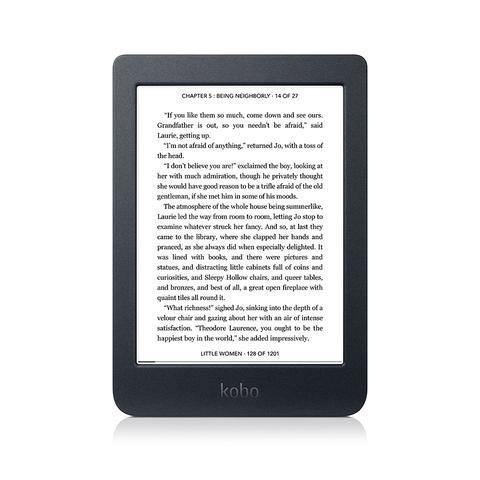 CHAPTER 5 : BEING NEIGHBORLY · 14 OF 27
“If you like them so much, come down and see ours.
Grandfather is out, so you needn’t be afraid,” said
Laurie, getting up.
“I’m not afraid of anything,” returned Jo, with a toss of
the head.
“I don’t believe you are!” exclaimed the boy, looking at
her with much admiration, though he privately thought
she would have good reason to be a trifle afraid of the old
gentleman, if she met him in some of his moods.
The atmosphere of the whole house being summerlike,
Laurie led the way from room to room, letting Jo stop to
examine whatever struck her fancy. And so, at last they
came to the library, where she clapped her hands and
pranced, as she always did when especially delighted. It
was lined with books, and there were pictures and
statues, and distracting little cabinets full of coins and
curiosities, and Sleepy Hollow chairs, and queer tables,
and bronzes, and best of all, a great open fireplace with
quaint tiles all round it.
“What richness!” sighed Jo, sinking into the depth of a
velour chair and gazing about her with an air of intense
satisfaction. “Theodore Laurence, you ought to be the
happiest boy in the world,” she added impressively.
LITTLE WOMEN · 128 OF 1201
kobo